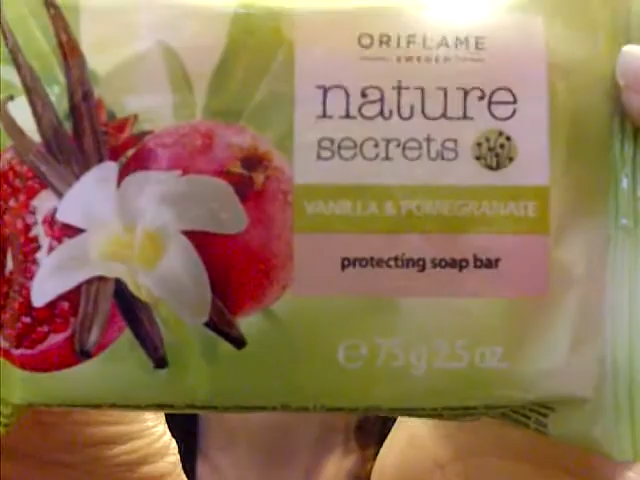 ORIFLAME
SWEDEN
nature
secrets
VANILLA & POMEGRANATE
protecting soap bar
℮ 75 g 2.5 oz